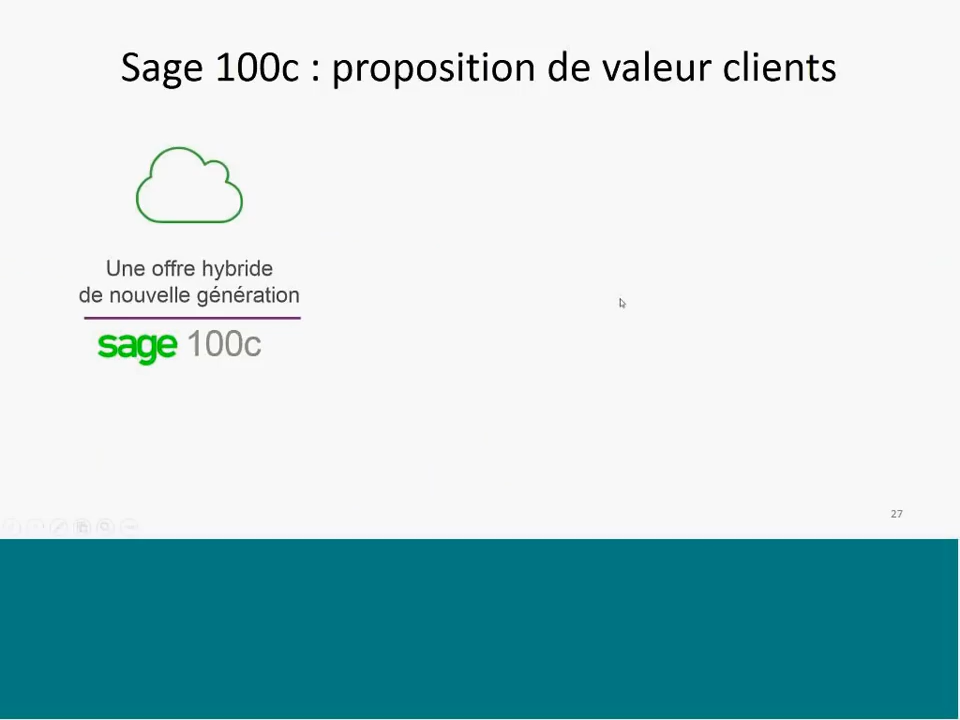 Sage 100c : proposition de valeur clients
Une offre hybride
de nouvelle génération
sage 100c
27